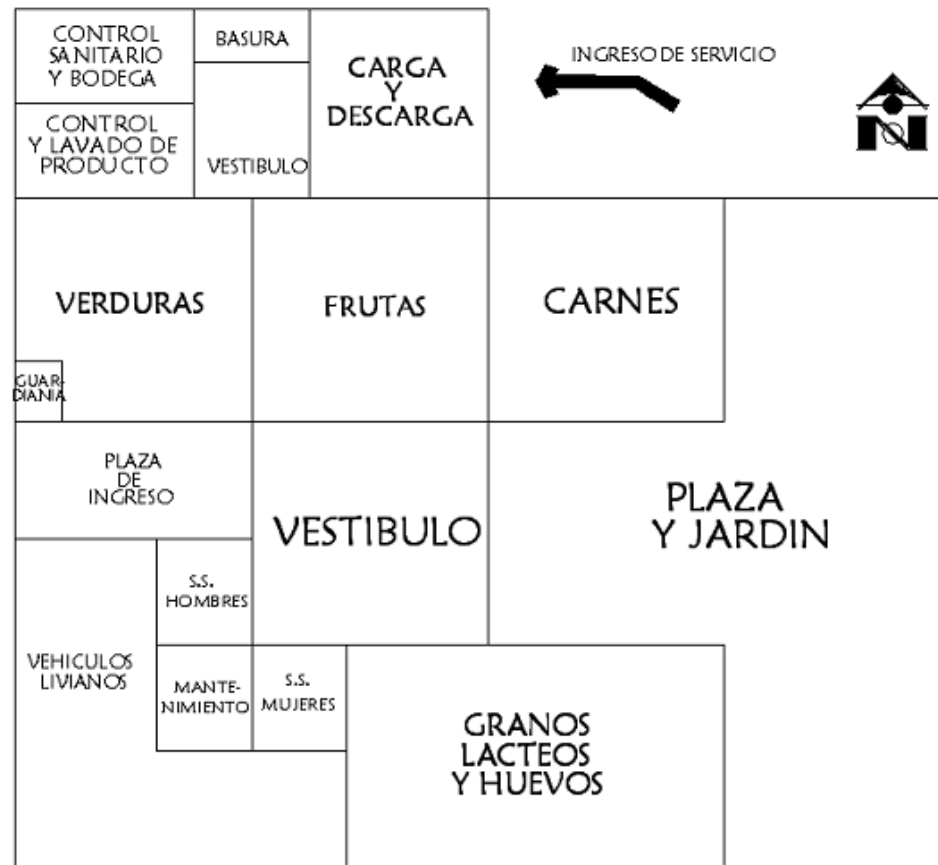 CONTROL
SANITARIO
Y BODEGA
BASURA
CARGA
Y
DESCARGA
INGRESO DE SERVICIO
N
CONTROL
Y LAVADO DE
PRODUCTO
VESTIBULO
VERDURAS
FRUTAS
CARNES
GUAR-
DIANIA
PLAZA
DE
INGRESO
VESTIBULO
PLAZA
Y JARDIN
S.S.
HOMBRES
VEHICULOS
LIVIANOS
MANTE-
NIMIENTO
S.S.
MUJERES
GRANOS
LACTEOS
Y HUEVOS